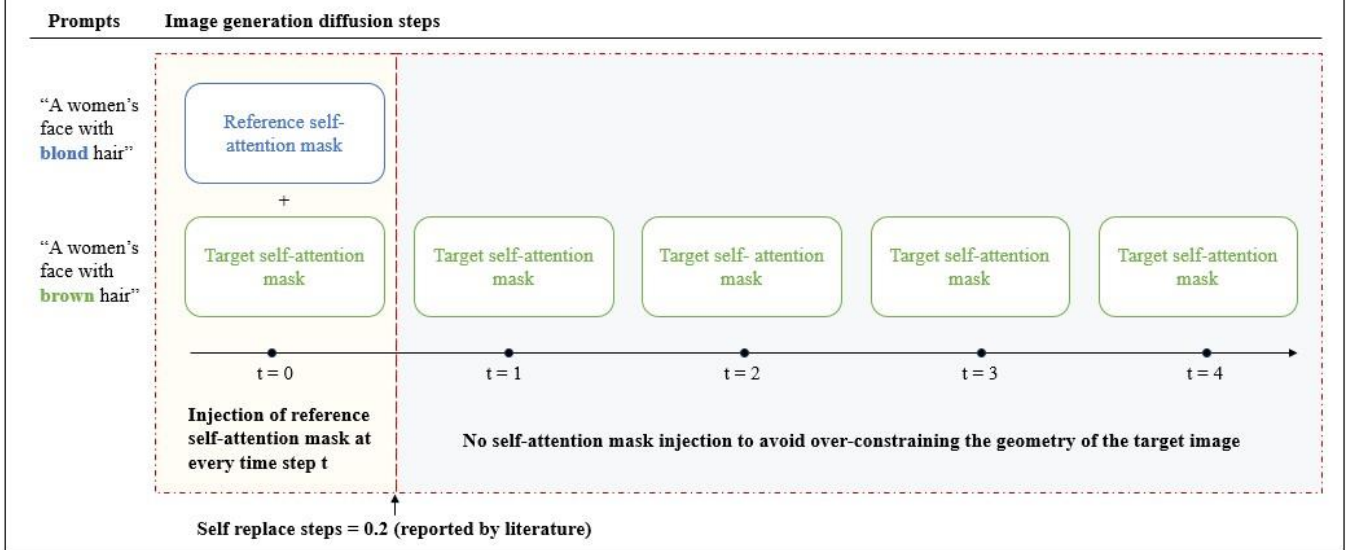 Prompts
Image generation diffusion steps
“A women’s
face with
blond hair”
Reference self-
attention mask
+
“A women’s
face with
brown hair”
Target self-attention
mask
Target self-attention
mask
Target self- attention
mask
Target self-attention
mask
Target self-attention
mask
t = 0
t = 1
t = 2
t = 3
t = 4
Injection of reference
self-attention mask at
every time step t
No self-attention mask injection to avoid over-constraining the geometry of the target image
Self replace steps = 0.2 (reported by literature)